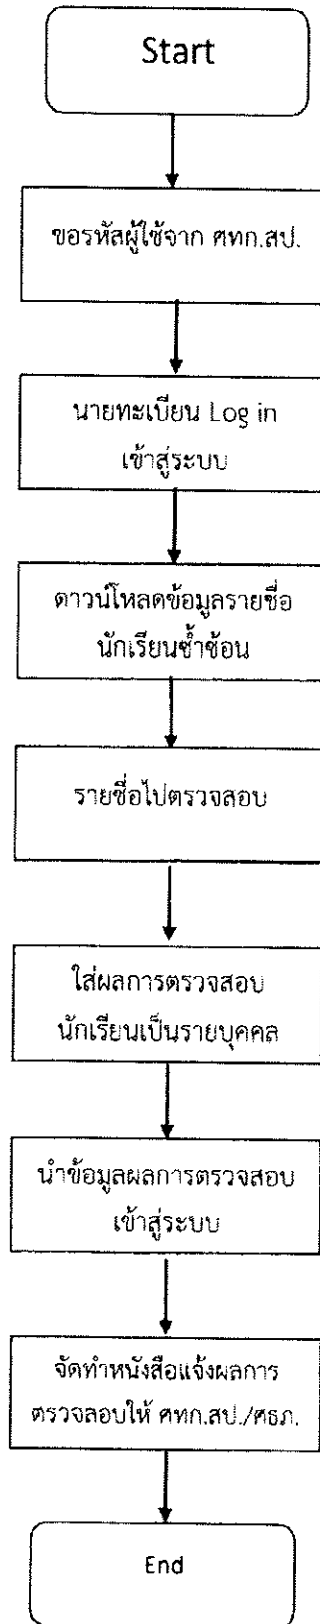 Start
ขอรหัสผู้ใช้จาก ศทก.สป.
นายทะเบียน Log in
เข้าสู่ระบบ
ดาวน์โหลดข้อมูลรายชื่อ
นักเรียนซ้ำซ้อน
รายชื่อไปตรวจสอบ
ใส่ผลการตรวจสอบ
นักเรียนเป็นรายบุคคล
นำข้อมูลผลการตรวจสอบ
เข้าสู่ระบบ
จัดทำหนังสือแจ้งผลการ
ตรวจสอบให้ ศทก.สป./ศธภ.
End